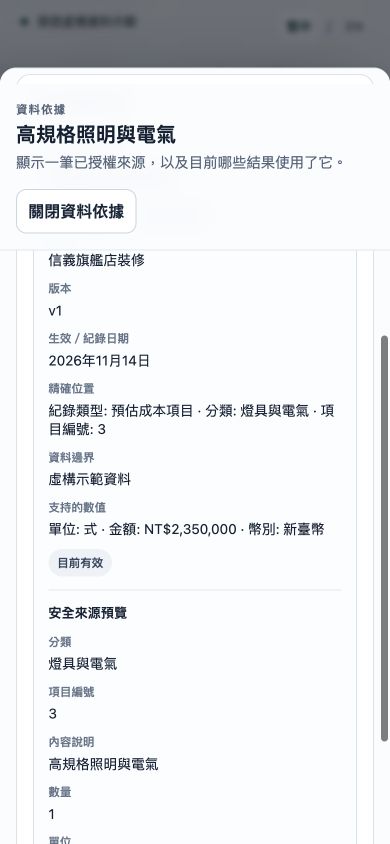 資料依據
高規格照明與電氣
顯示一筆已授權來源，以及目前哪些結果使用了它。
關閉資料依據
信義旗艦店裝修
版本
v1
生效 / 紀錄日期
2026年11月14日
精確位置
紀錄類型: 預估成本項目 · 分類: 燈具與電氣 · 項
目編號: 3
資料邊界
虛構示範資料
支持的數值
單位: 式 · 金額: NT$2,350,000 · 幣別: 新臺幣
目前有效
安全來源預覽
分類
燈具與電氣
項目編號
3
內容說明
高規格照明與電氣
數量
1
單位